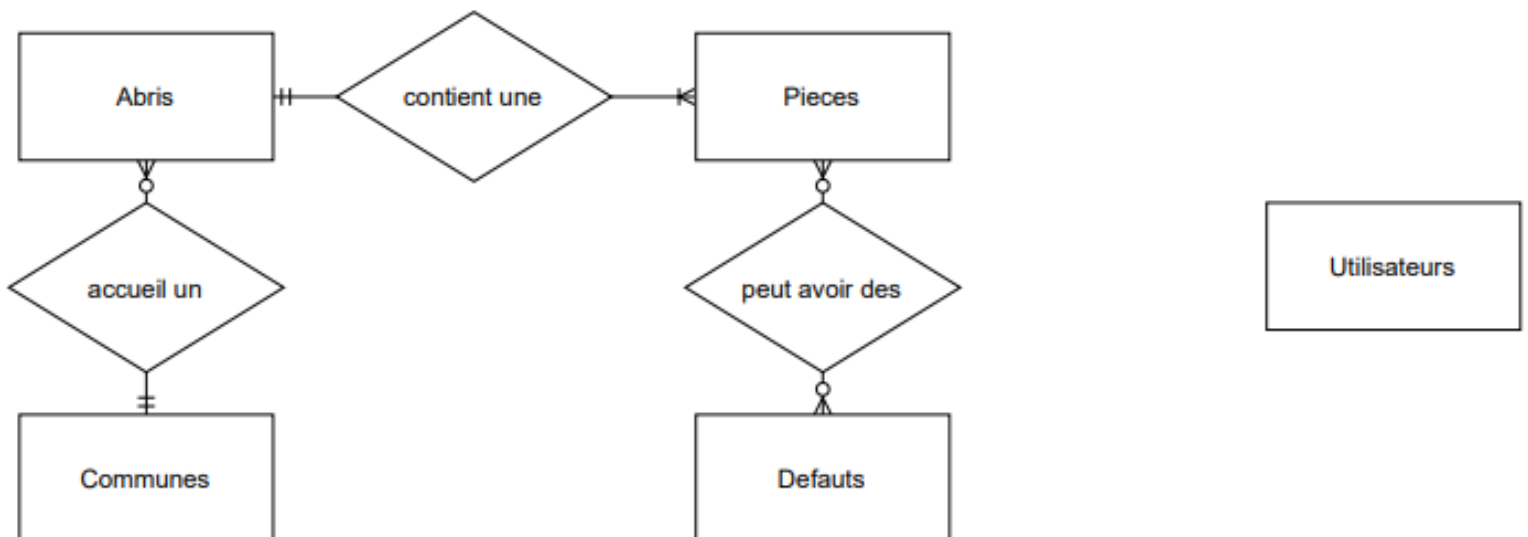 Abris
contient une
Pieces
accueil un
peut avoir des
Utilisateurs
Communes
Defauts